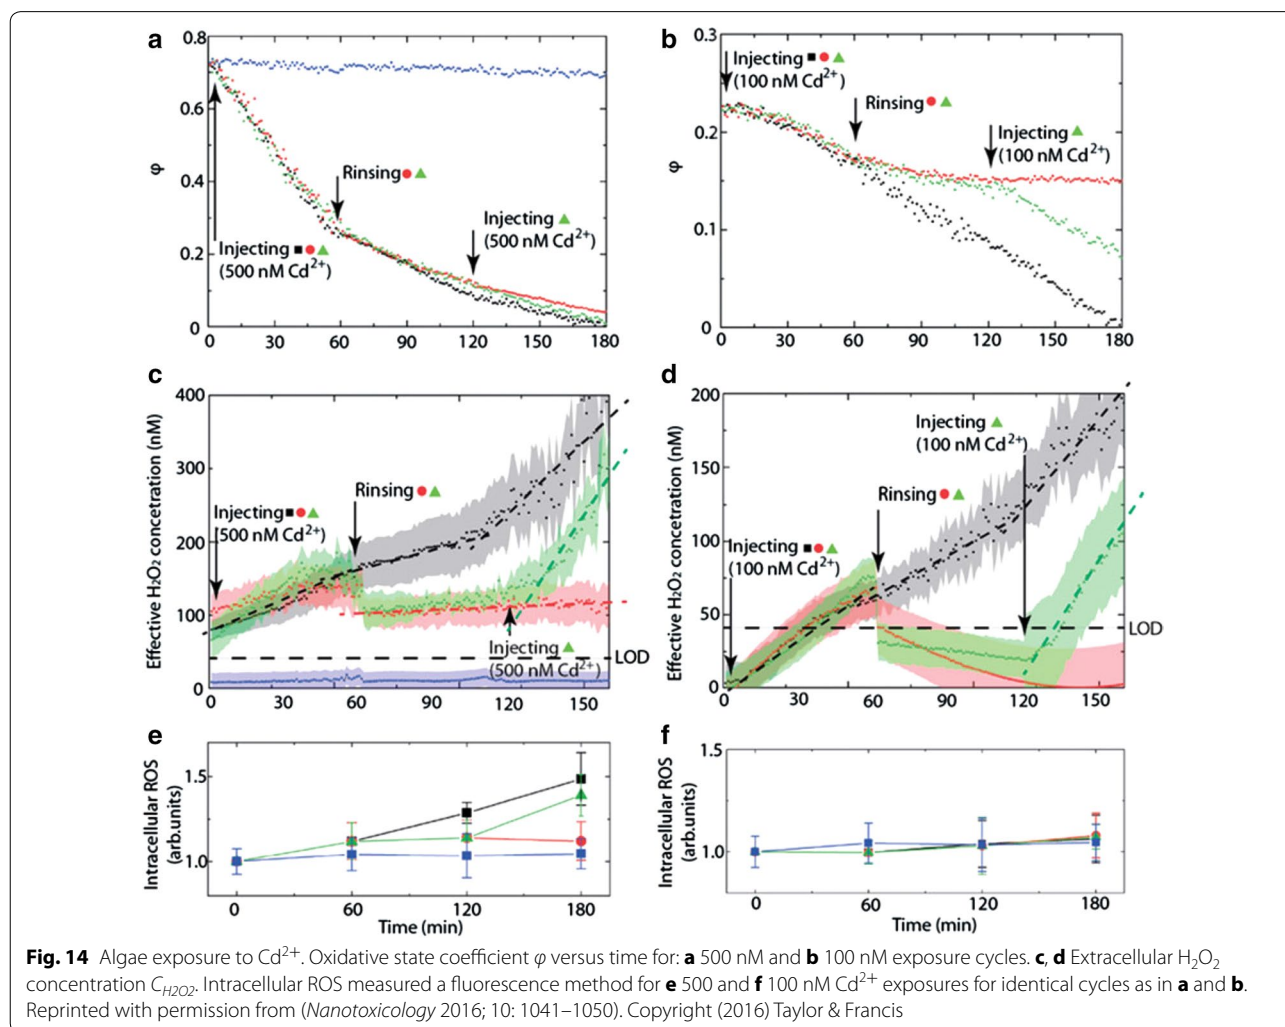 a
0.8
0.6
0.4
0.2
0
φ
0 30 60 90 120 150 180
Rinsing
Injecting
(500 nM Cd2+)
Injecting
(500 nM Cd2+)
b
0.3
0.2
0.1
0
φ
0 30 60 90 120 150 180
Injecting
(100 nM Cd2+)
Rinsing
Injecting
(100 nM Cd2+)
c
400
300
200
100
0
Effective H₂O₂ concetration (nM)
0 30 60 90 120 150
Injecting
(500 nM Cd2+)
Rinsing
Injecting
(500 nM Cd2+)
LOD
d
200
150
100
50
0
Effective H₂O₂ concetration (nM)
0 30 60 90 120 150
Injecting
(100 nM Cd2+)
Rinsing
Injecting
(100 nM Cd2+)
LOD
e
1.5
1.0
Intracellular ROS
(arb.units)
0 60 120 180
Time (min)
f
1.5
1.0
Intracellular ROS
(arb.units)
0 60 120 180
Time (min)
Fig. 14 Algae exposure to Cd2+. Oxidative state coefficient φ versus time for: a 500 nM and b 100 nM exposure cycles. c, d Extracellular H₂O₂
concentration C_H2O2. Intracellular ROS measured a fluorescence method for e 500 and f 100 nM Cd2+ exposures for identical cycles as in a and b.
Reprinted with permission from (Nanotoxicology 2016; 10: 1041–1050). Copyright (2016) Taylor & Francis